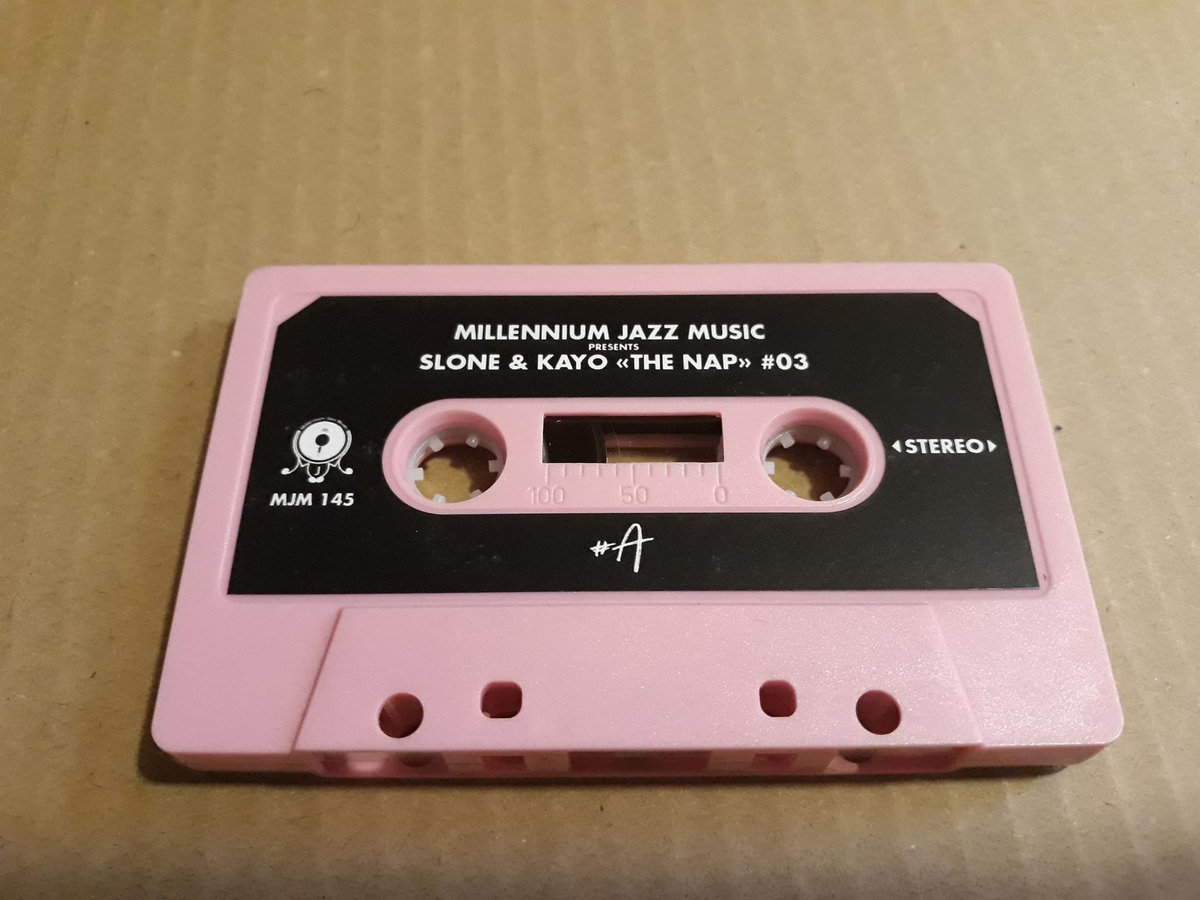 MILLENNIUM JAZZ MUSIC
PRESENTS
SLONE & KAYO «THE NAP» #03
STEREO
MJM 145
100 50 0
#A